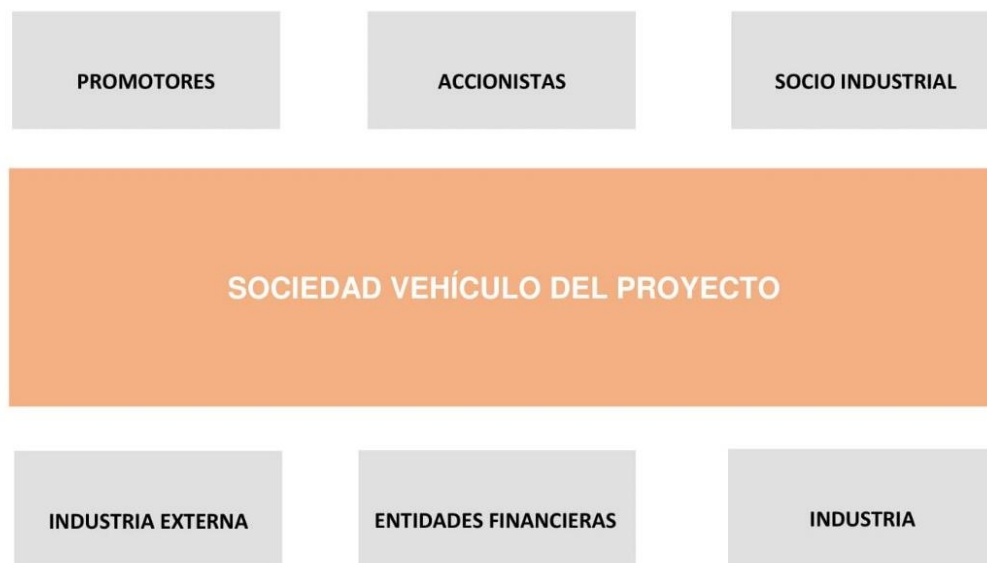 PROMOTORES
ACCIONISTAS
SOCIO INDUSTRIAL
SOCIEDAD VEHÍCULO DEL PROYECTO
INDUSTRIA EXTERNA
ENTIDADES FINANCIERAS
INDUSTRIA